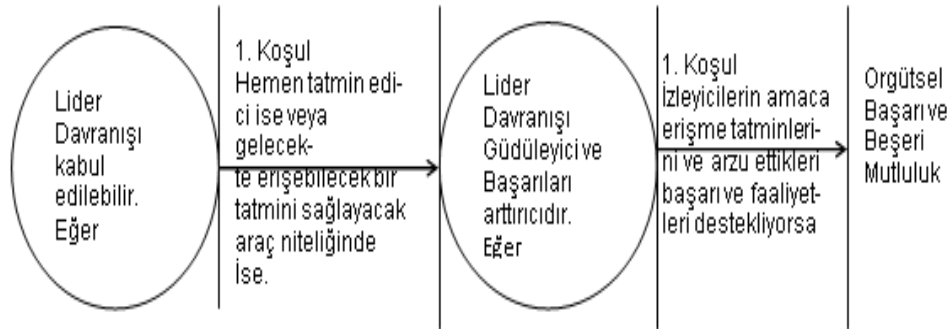 Lider
Davranışı
kabul
edilebilir.
Eğer
1. Koşul
Hemen tatmin edi-
ci ise veya
gelecek-
te erişebilecek bir
tatmini sağlayacak
araç niteliğinde
İse.
Lider
Davranışı
Güdüleyici ve
Başarıları
arttırıcıdır.
Eğer
1. Koşul
İzleyicilerin amaca
erişme tatminleri-
ni ve arzu ettikleri
başarı ve faaliyet-
leri destekliyorsa
Orgütsel
Başarı ve
Beşeri
Mutluluk